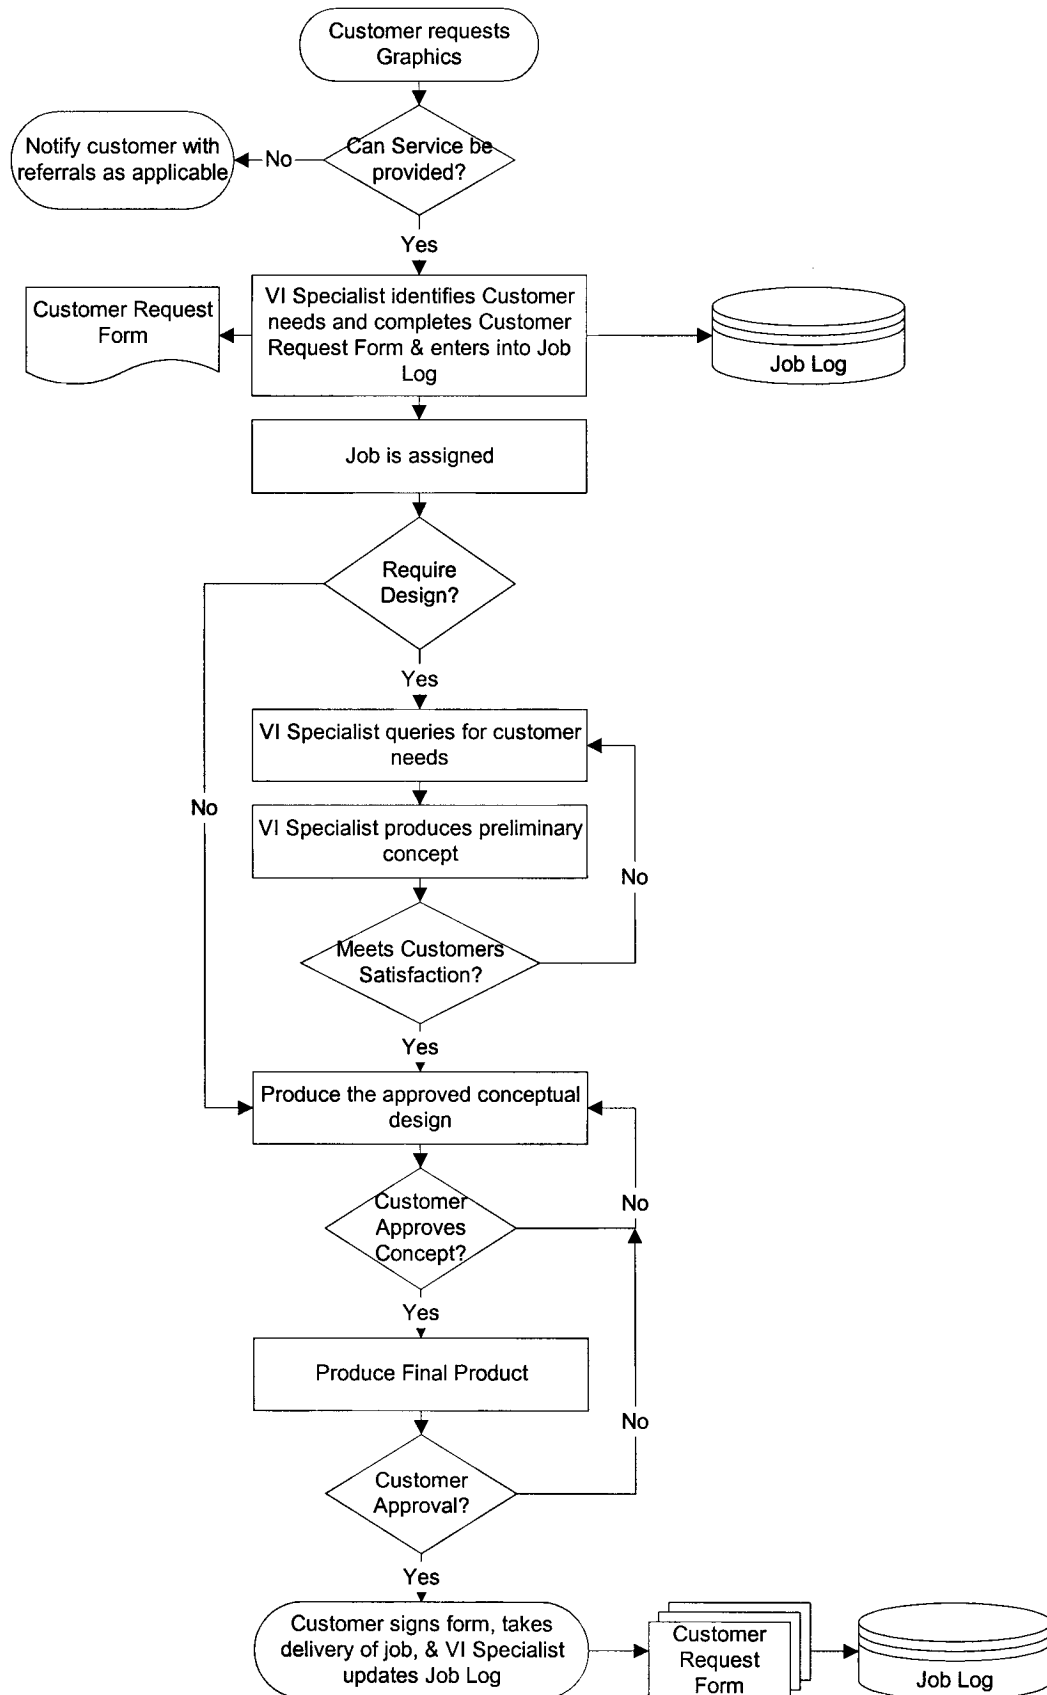 Customer requests
Graphics
Can Service be
provided?
No
Notify customer with
referrals as applicable
Yes
VI Specialist identifies Customer
needs and completes Customer
Request Form & enters into Job
Log
Customer Request
Form
Job Log
Job is assigned
Require
Design?
Yes
VI Specialist queries for customer
needs
No
VI Specialist produces preliminary
concept
No
Meets Customers
Satisfaction?
Yes
Produce the approved conceptual
design
Customer
Approves
Concept?
No
Yes
Produce Final Product
No
Customer
Approval?
Yes
Customer signs form, takes
delivery of job, & VI Specialist
updates Job Log
Customer
Request
Form
Job Log